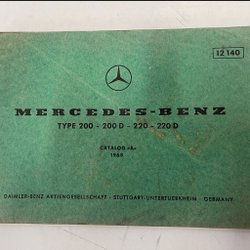 12 140
MERCEDES-BENZ
TYPE 200 - 200 D - 220 - 220 D
CATALOG »A«
1968
DAIMLER-BENZ AKTIENGESELLSCHAFT - STUTTGART-UNTERTUERKHEIM - GERMANY